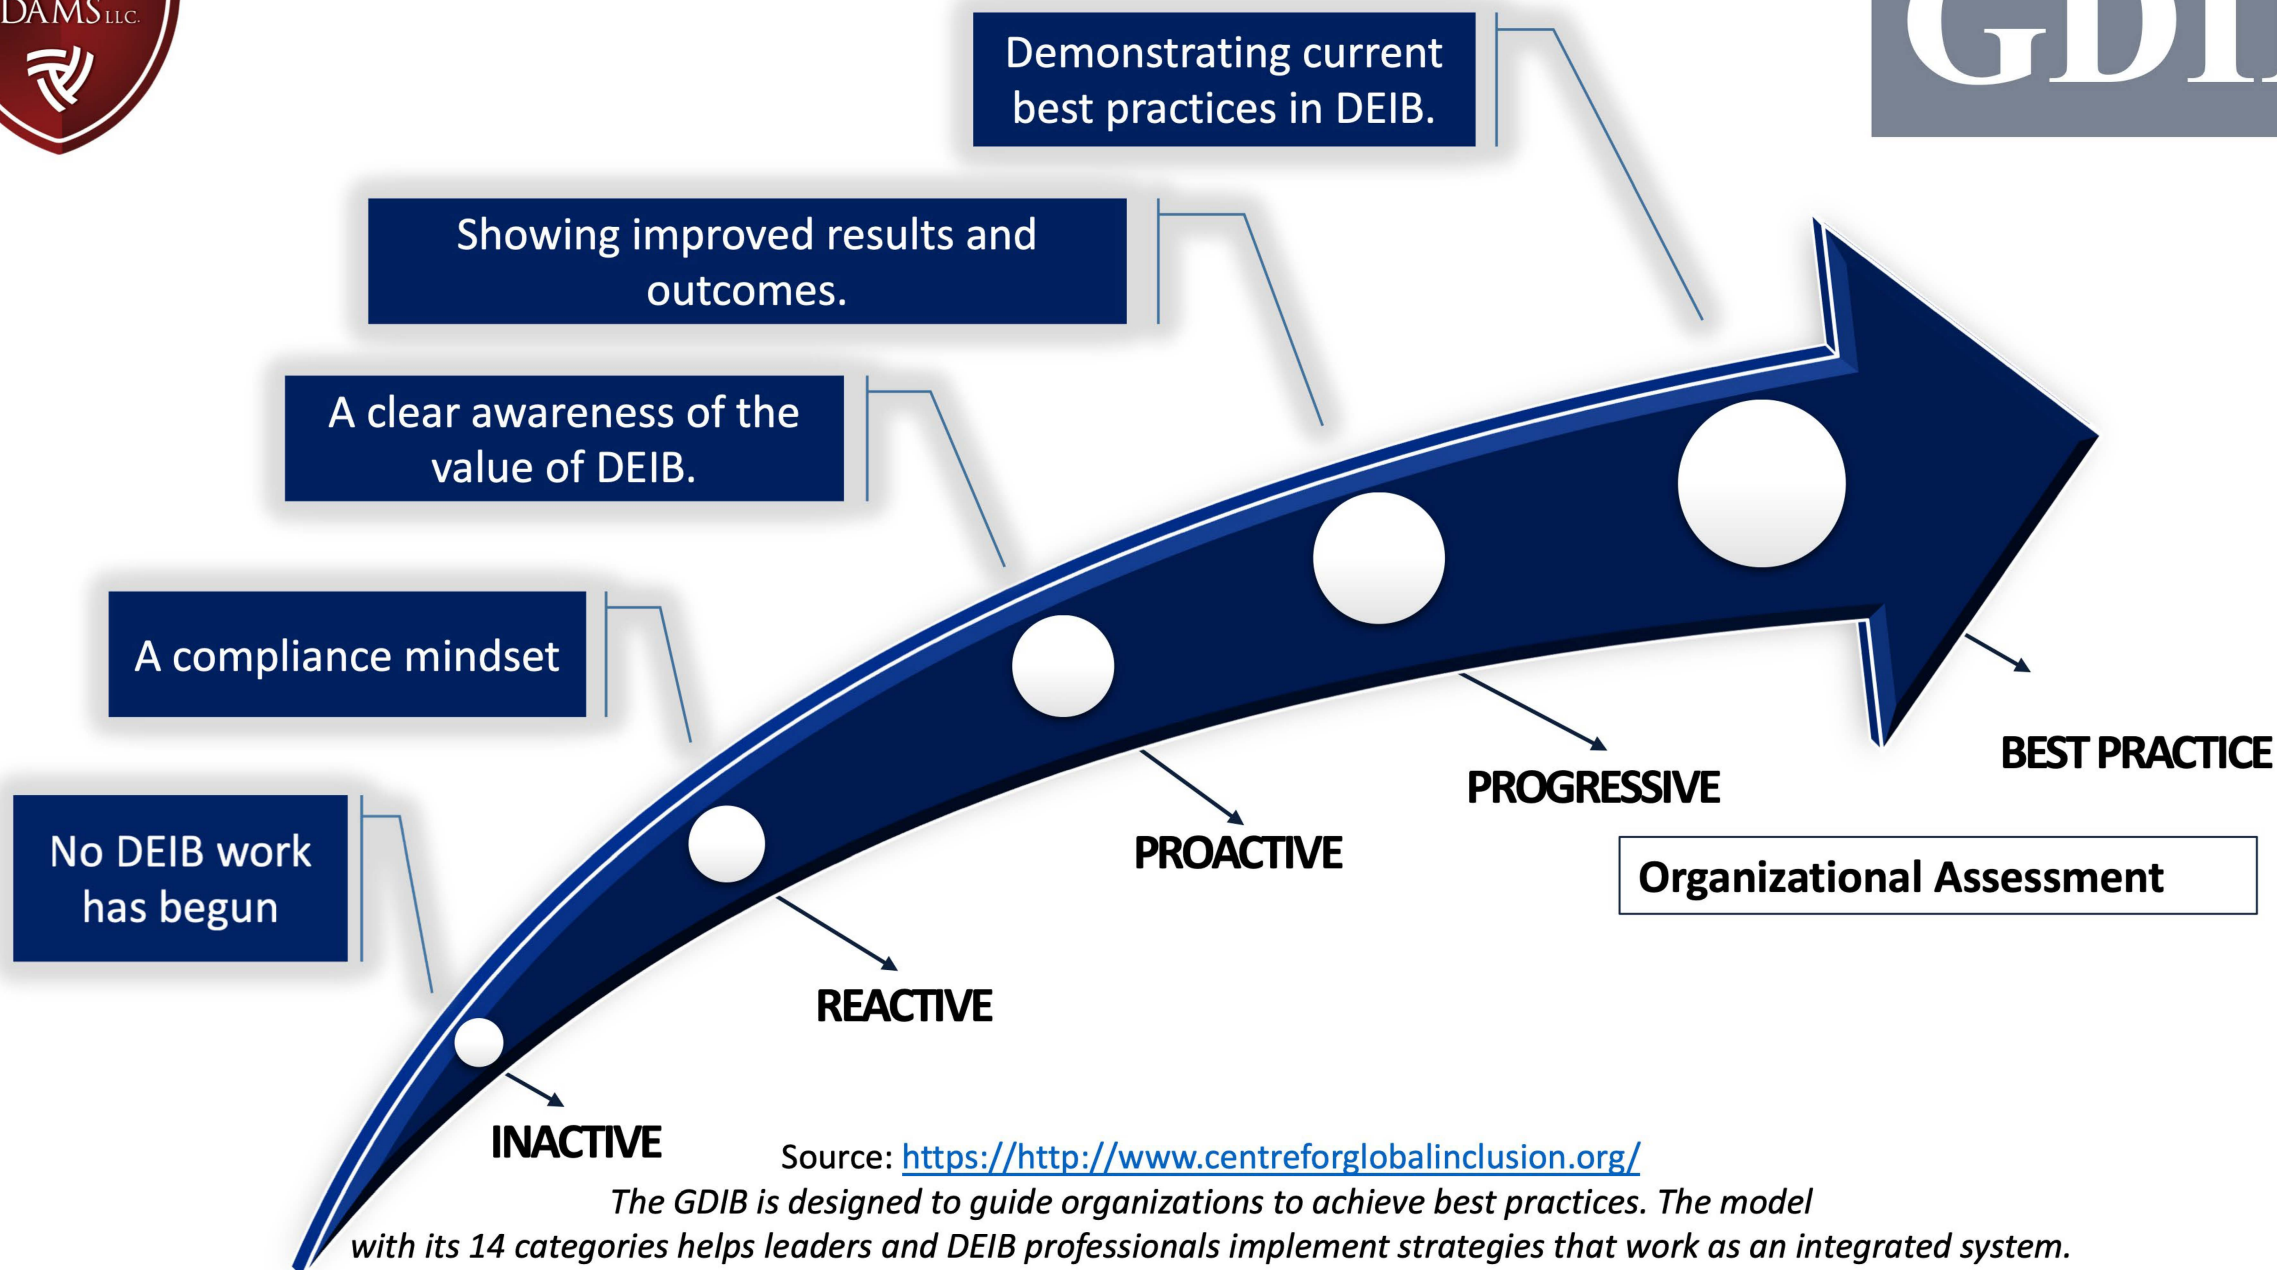 DAMS LLC.
GDI
Demonstrating current
best practices in DEIB.
Showing improved results and
outcomes.
A clear awareness of the
value of DEIB.
A compliance mindset
No DEIB work
has begun
BEST PRACTICE
PROGRESSIVE
PROACTIVE
Organizational Assessment
REACTIVE
INACTIVE
Source: https://http://www.centreforglobalinclusion.org/
The GDIB is designed to guide organizations to achieve best practices. The model
with its 14 categories helps leaders and DEIB professionals implement strategies that work as an integrated system.